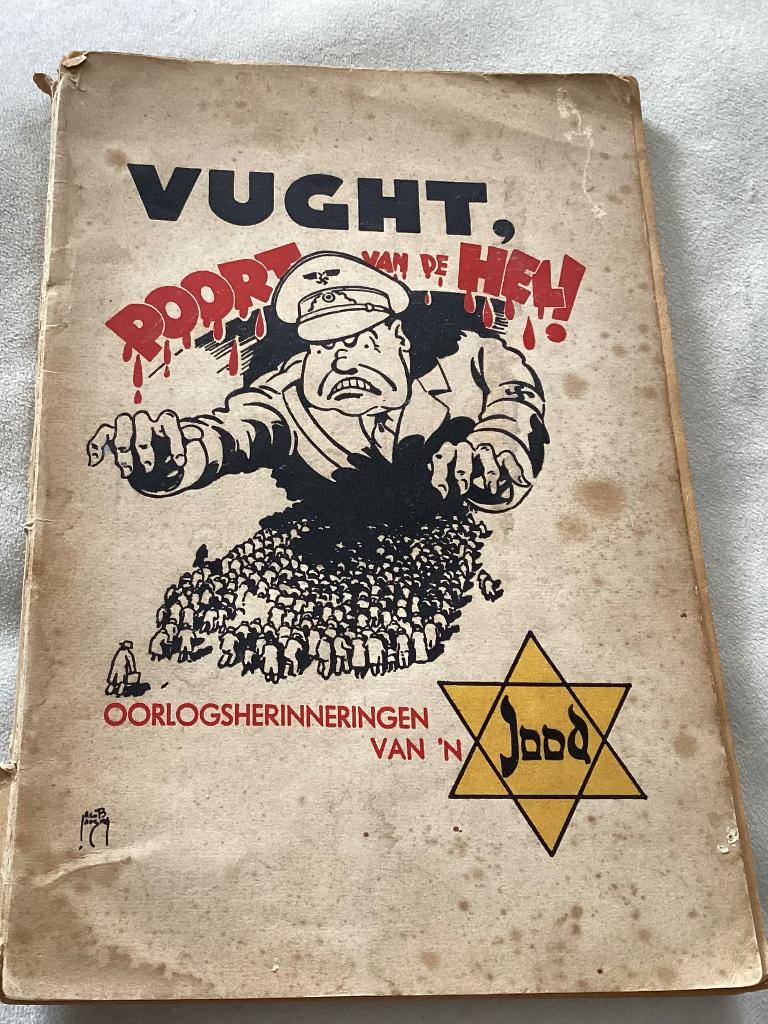 VUGHT,
POORT VAN DE HEL!
OORLOGSHERINNERINGEN
VAN 'N Jood